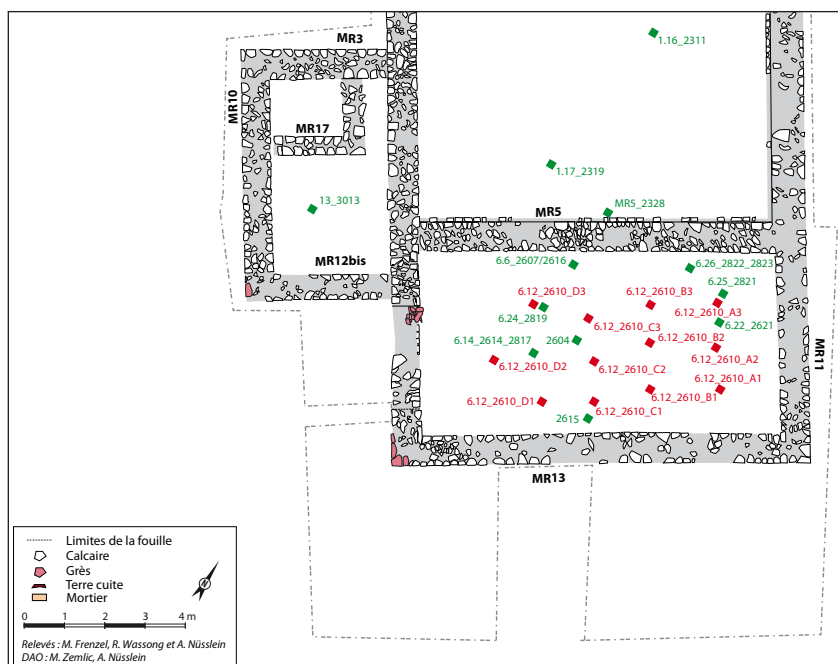 MR3
1.16_2311
MR10
MR17
1.17_2319
13_3013
MR5
MR5_2328
MR12bis
6.6_2607/2616
6.26_2822_2823
6.25_2821
6.12_2610_D3
6.12_2610_B3
6.12_2610_A3
6.24_2819
6.12_2610_C3
6.22_2621
6.14_2614_2817
2604
6.12_2610_B2
MR11
6.12_2610_D2
6.12_2610_C2
6.12_2610_A2
6.12_2610_A1
6.12_2610_D1
6.12_2610_B1
6.12_2610_C1
2615
MR13
Limites de la fouille
Calcaire
Grès
Terre cuite
Mortier
N
0 1 2 3 4 m
Relevés : M. Frenzel, R. Wassong et A. Nüsslein
DAO : M. Zemlic, A. Nüsslein